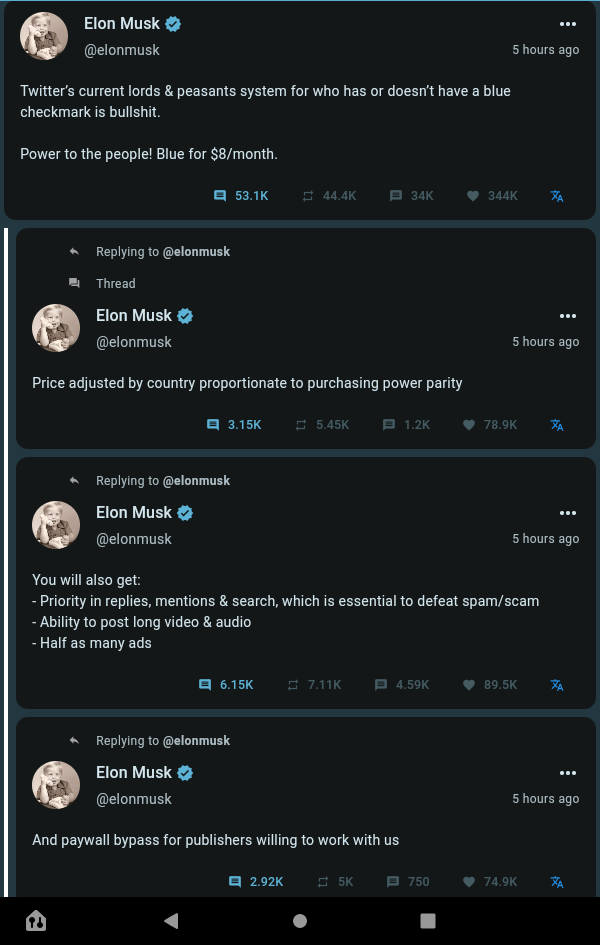 Elon Musk
@elonmusk
5 hours ago
Twitter’s current lords & peasants system for who has or doesn’t have a blue
checkmark is bullshit.
Power to the people! Blue for $8/month.
53.1K 44.4K 34K 344K
Replying to @elonmusk
Thread
Elon Musk
@elonmusk
5 hours ago
Price adjusted by country proportionate to purchasing power parity
3.15K 5.45K 1.2K 78.9K
Replying to @elonmusk
Elon Musk
@elonmusk
5 hours ago
You will also get:
- Priority in replies, mentions & search, which is essential to defeat spam/scam
- Ability to post long video & audio
- Half as many ads
6.15K 7.11K 4.59K 89.5K
Replying to @elonmusk
Elon Musk
@elonmusk
5 hours ago
And paywall bypass for publishers willing to work with us
2.92K 5K 750 74.9K